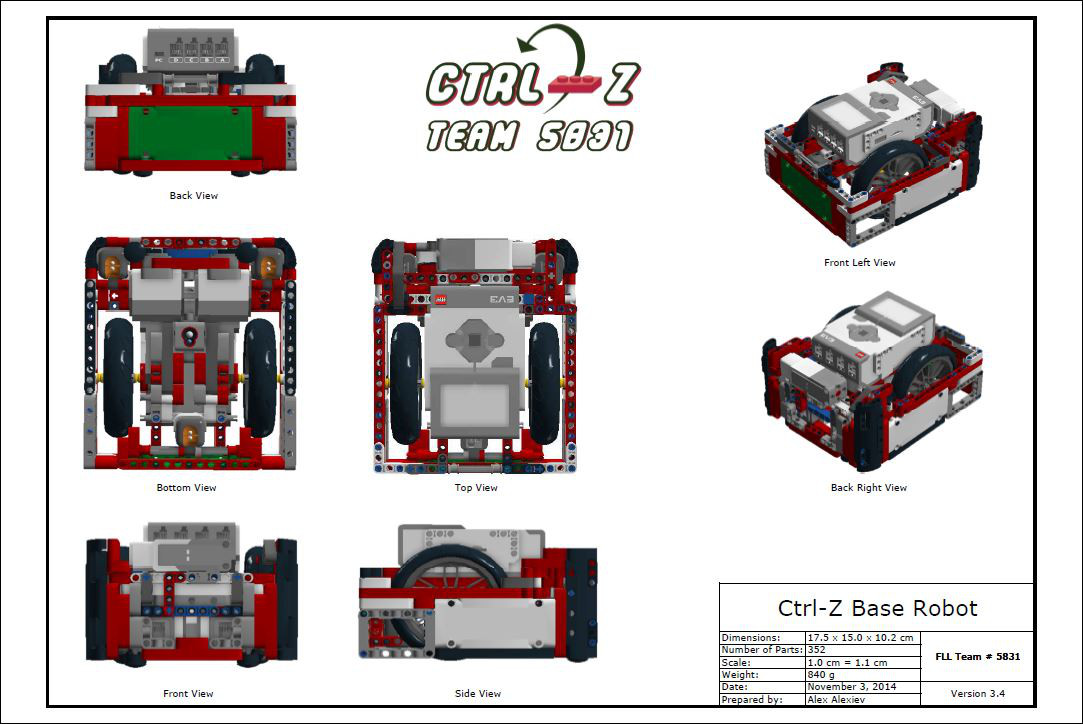 CTRL-Z
TEAM 5831
PC D C B A
Back View
EV3
Front Left View
EV3
Back Right View
EV3
Bottom View
Top View
Front View
Side View
Ctrl-Z Base Robot
Dimensions: 17.5 x 15.0 x 10.2 cm
Number of Parts: 352
Scale: 1.0 cm = 1.1 cm
Weight: 840 g
Date: November 3, 2014
Prepared by: Alex Alexiev
FLL Team # 5831
Version 3.4